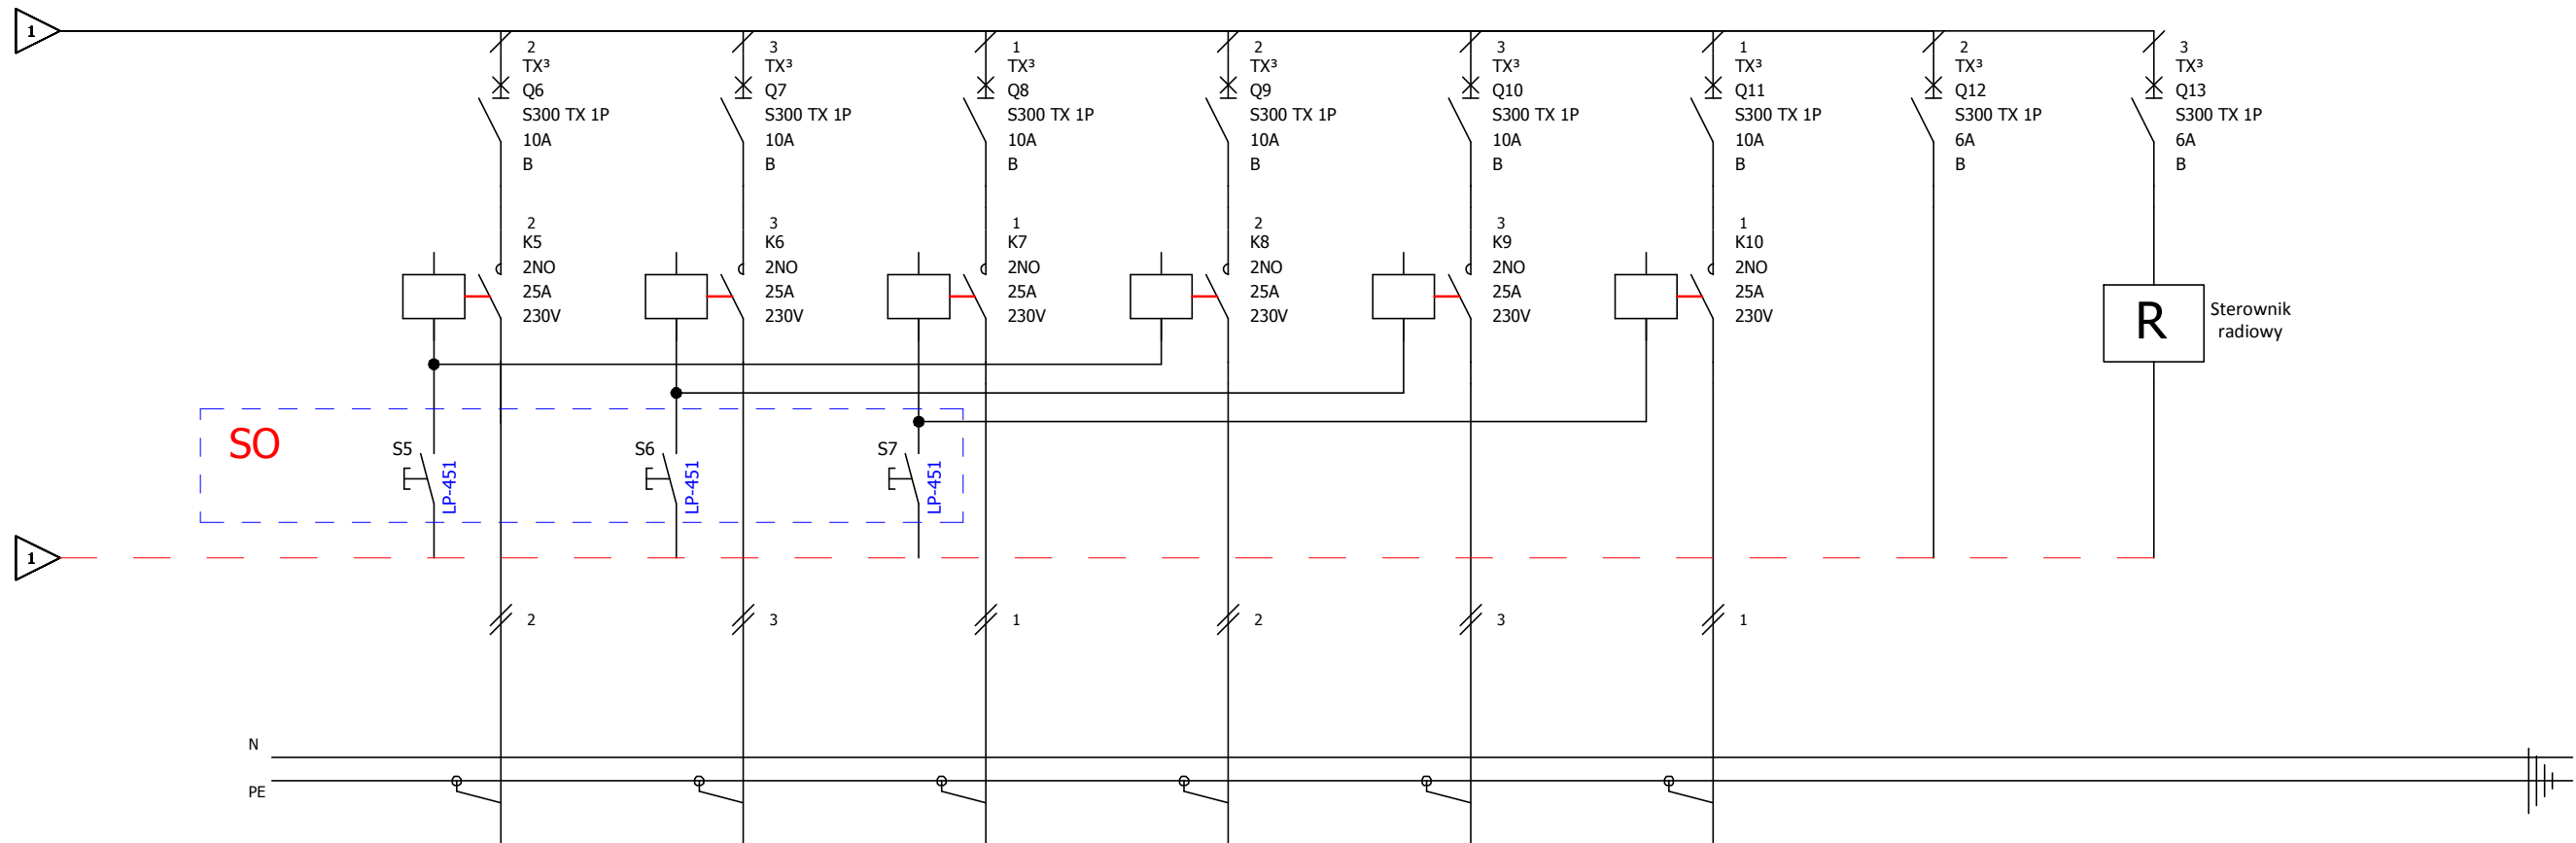 1
2
TX³
Q6
S300 TX 1P
10A
B
3
TX³
Q7
S300 TX 1P
10A
B
1
TX³
Q8
S300 TX 1P
10A
B
2
TX³
Q9
S300 TX 1P
10A
B
3
TX³
Q10
S300 TX 1P
10A
B
1
TX³
Q11
S300 TX 1P
10A
B
2
TX³
Q12
S300 TX 1P
6A
B
3
TX³
Q13
S300 TX 1P
6A
B
2
K5
2NO
25A
230V
3
K6
2NO
25A
230V
1
K7
2NO
25A
230V
2
K8
2NO
25A
230V
3
K9
2NO
25A
230V
1
K10
2NO
25A
230V
R
Sterownik
radiowy
SO
S5
LP-451
S6
LP-451
S7
LP-451
1
2
3
1
2
3
1
N
PE